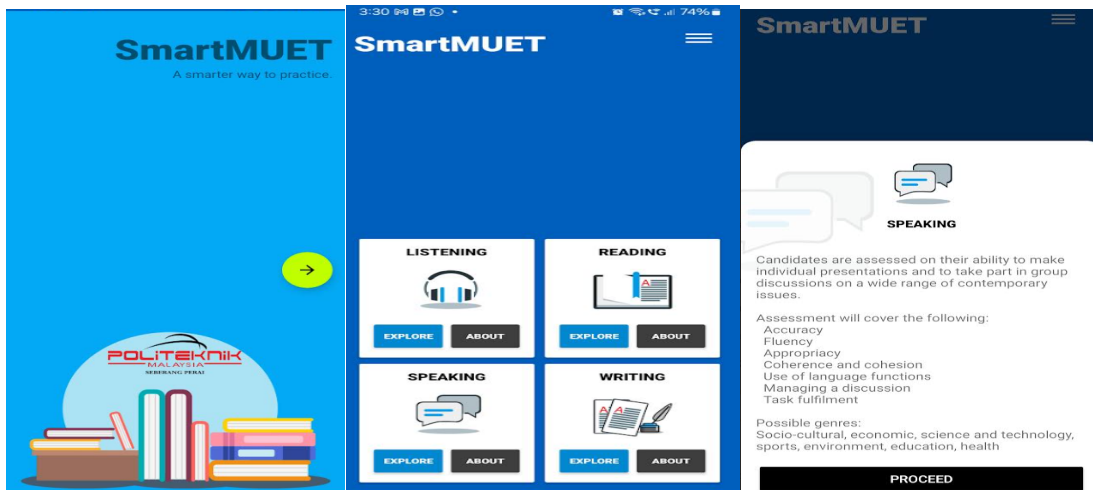 SmartMUET
A smarter way to practice.
→
POLITEKNIK
MALAYSIA
SEBERANG PERAI
3:30
74%
SmartMUET
LISTENING
EXPLORE ABOUT
READING
EXPLORE ABOUT
SPEAKING
EXPLORE ABOUT
WRITING
EXPLORE ABOUT
SmartMUET
SPEAKING
Candidates are assessed on their ability to make
individual presentations and to take part in group
discussions on a wide range of contemporary
issues.
Assessment will cover the following:
Accuracy
Fluency
Appropriacy
Coherence and cohesion
Use of language functions
Managing a discussion
Task fulfilment
Possible genres:
Socio-cultural, economic, science and technology,
sports, environment, education, health
PROCEED